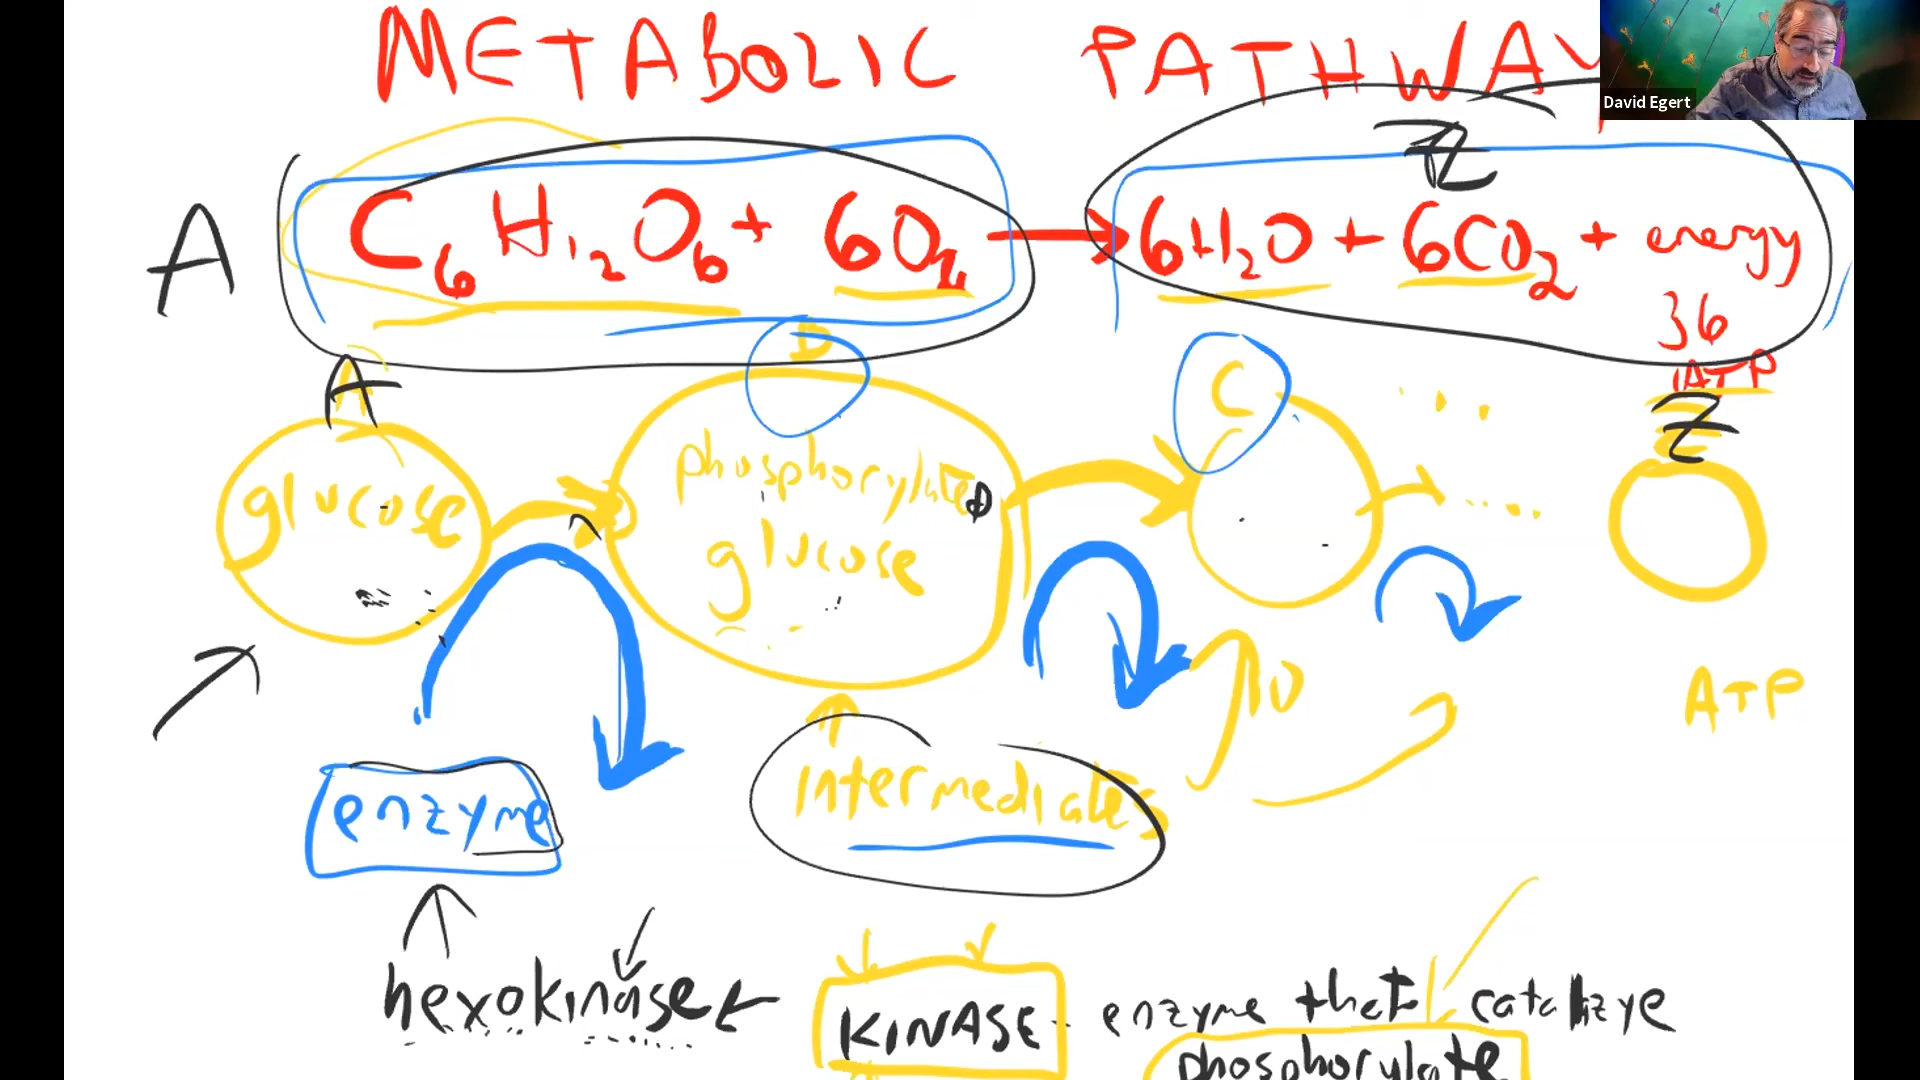 METABOLIC PATHWAY
David Egert
A C6H12O6 + 6O2 → 6H2O + 6CO2 + energy
Z
36
ATP
A B C ... Z
glucose phosphorylated glucose
....
ATP
enzyme intermediates
hexokinase KINASE - enzyme that catalizye
phosphorylate